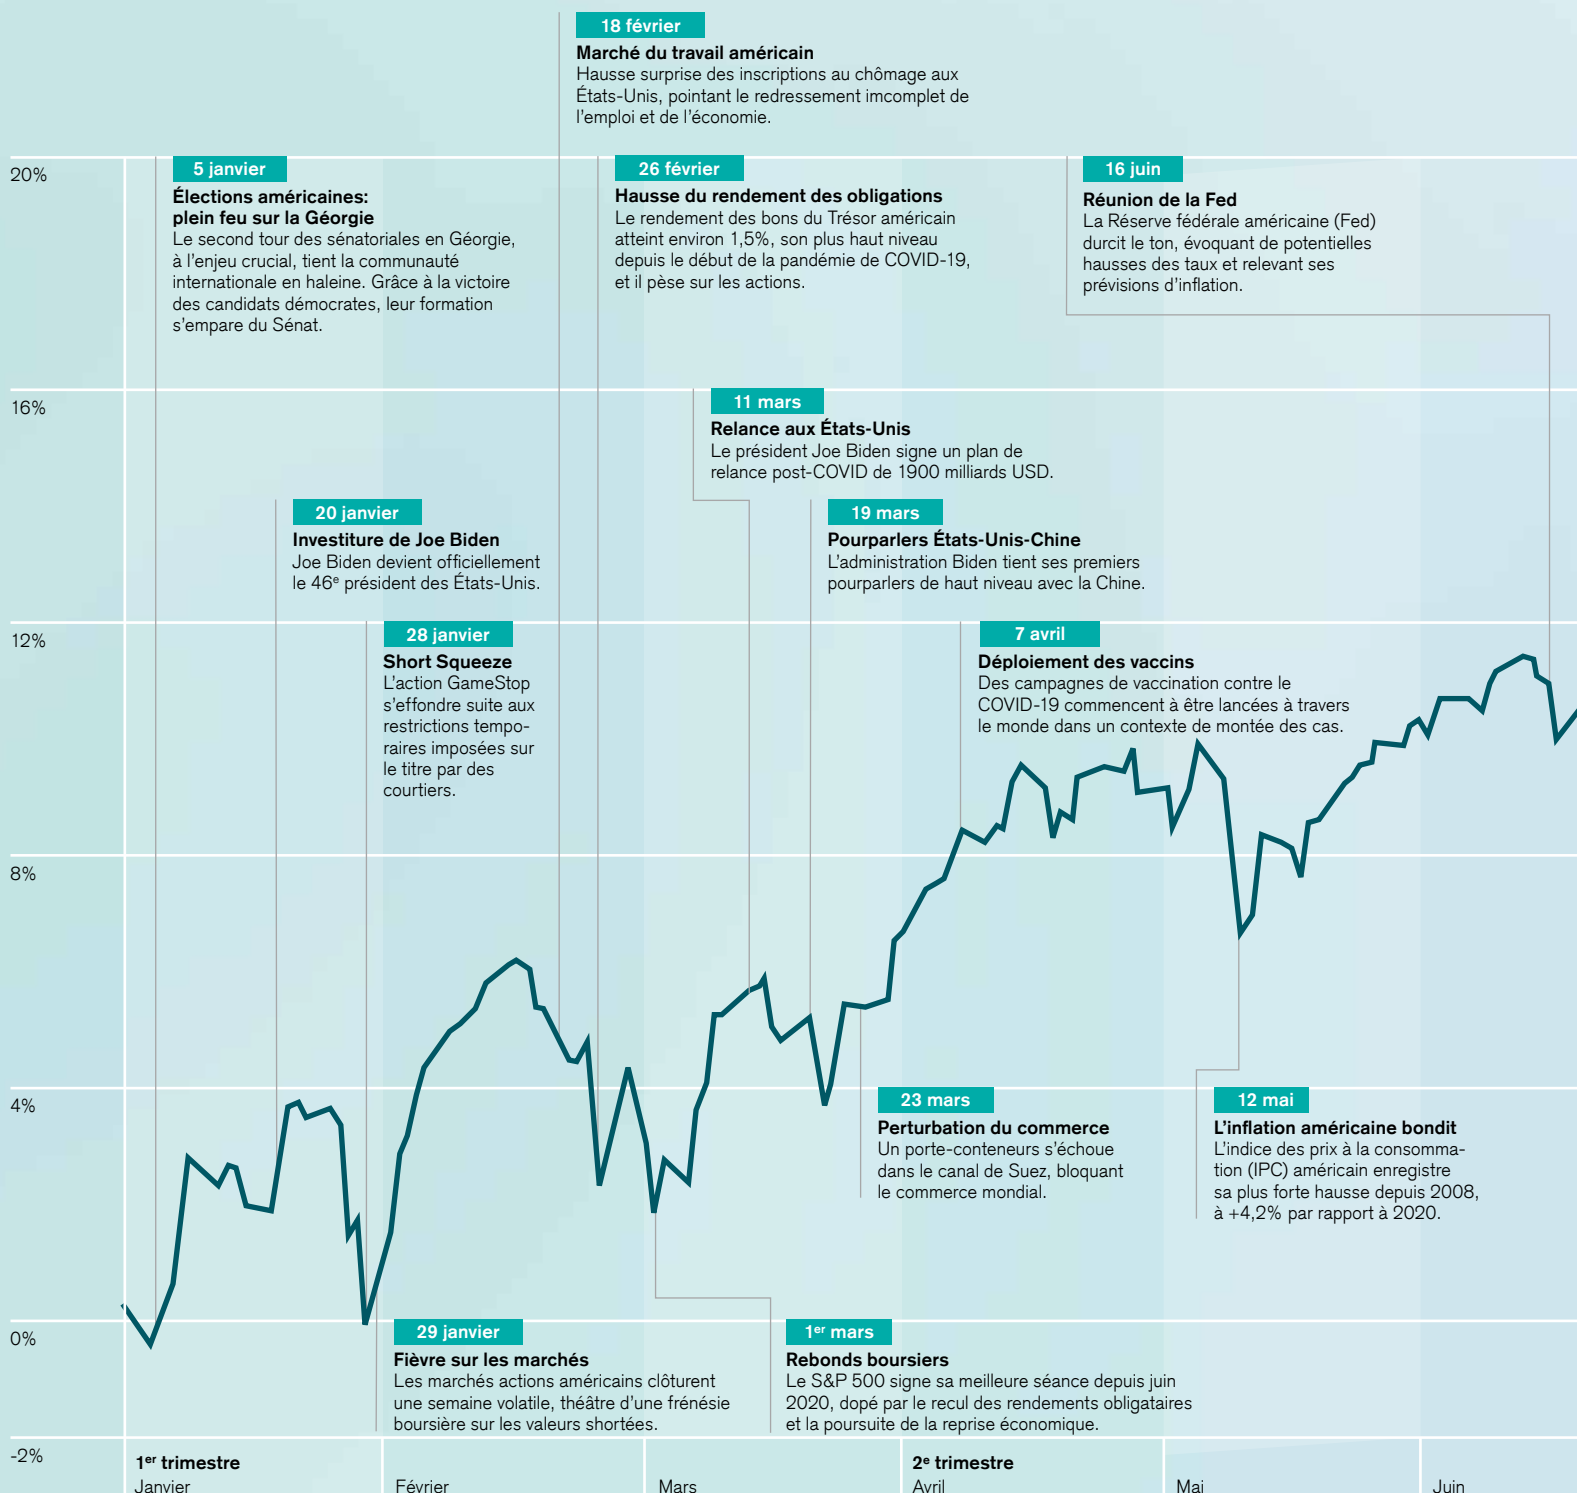 18 février
Marché du travail américain
Hausse surprise des inscriptions au chômage aux
États-Unis, pointant le redressement imcomplet de
l'emploi et de l'économie.
20%
5 janvier
Élections américaines:
plein feu sur la Géorgie
Le second tour des sénatoriales en Géorgie,
à l'enjeu crucial, tient la communauté
internationale en haleine. Grâce à la victoire
des candidats démocrates, leur formation
s'empare du Sénat.
26 février
Hausse du rendement des obligations
Le rendement des bons du Trésor américain
atteint environ 1,5%, son plus haut niveau
depuis le début de la pandémie de COVID-19,
et il pèse sur les actions.
16 juin
Réunion de la Fed
La Réserve fédérale américaine (Fed)
durcit le ton, évoquant de potentielles
hausses des taux et relevant ses
prévisions d'inflation.
16%
11 mars
Relance aux États-Unis
Le président Joe Biden signe un plan de
relance post-COVID de 1900 milliards USD.
20 janvier
Investiture de Joe Biden
Joe Biden devient officiellement
le 46e président des États-Unis.
19 mars
Pourparlers États-Unis-Chine
L'administration Biden tient ses premiers
pourparlers de haut niveau avec la Chine.
12%
28 janvier
Short Squeeze
L'action GameStop
s'effondre suite aux
restrictions tempo-
raires imposées sur
le titre par des
courtiers.
7 avril
Déploiement des vaccins
Des campagnes de vaccination contre le
COVID-19 commencent à être lancées à travers
le monde dans un contexte de montée des cas.
8%
4%
23 mars
Perturbation du commerce
Un porte-conteneurs s'échoue
dans le canal de Suez, bloquant
le commerce mondial.
12 mai
L'inflation américaine bondit
L'indice des prix à la consomma-
tion (IPC) américain enregistre
sa plus forte hausse depuis 2008,
à +4,2% par rapport à 2020.
0%
29 janvier
Fièvre sur les marchés
Les marchés actions américains clôturent
une semaine volatile, théâtre d'une frénésie
boursière sur les valeurs shortées.
1er mars
Rebonds boursiers
Le S&P 500 signe sa meilleure séance depuis juin
2020, dopé par le recul des rendements obligataires
et la poursuite de la reprise économique.
-2%
1er trimestre
2e trimestre
Janvier
Février
Mars
Avril
Mai
Juin